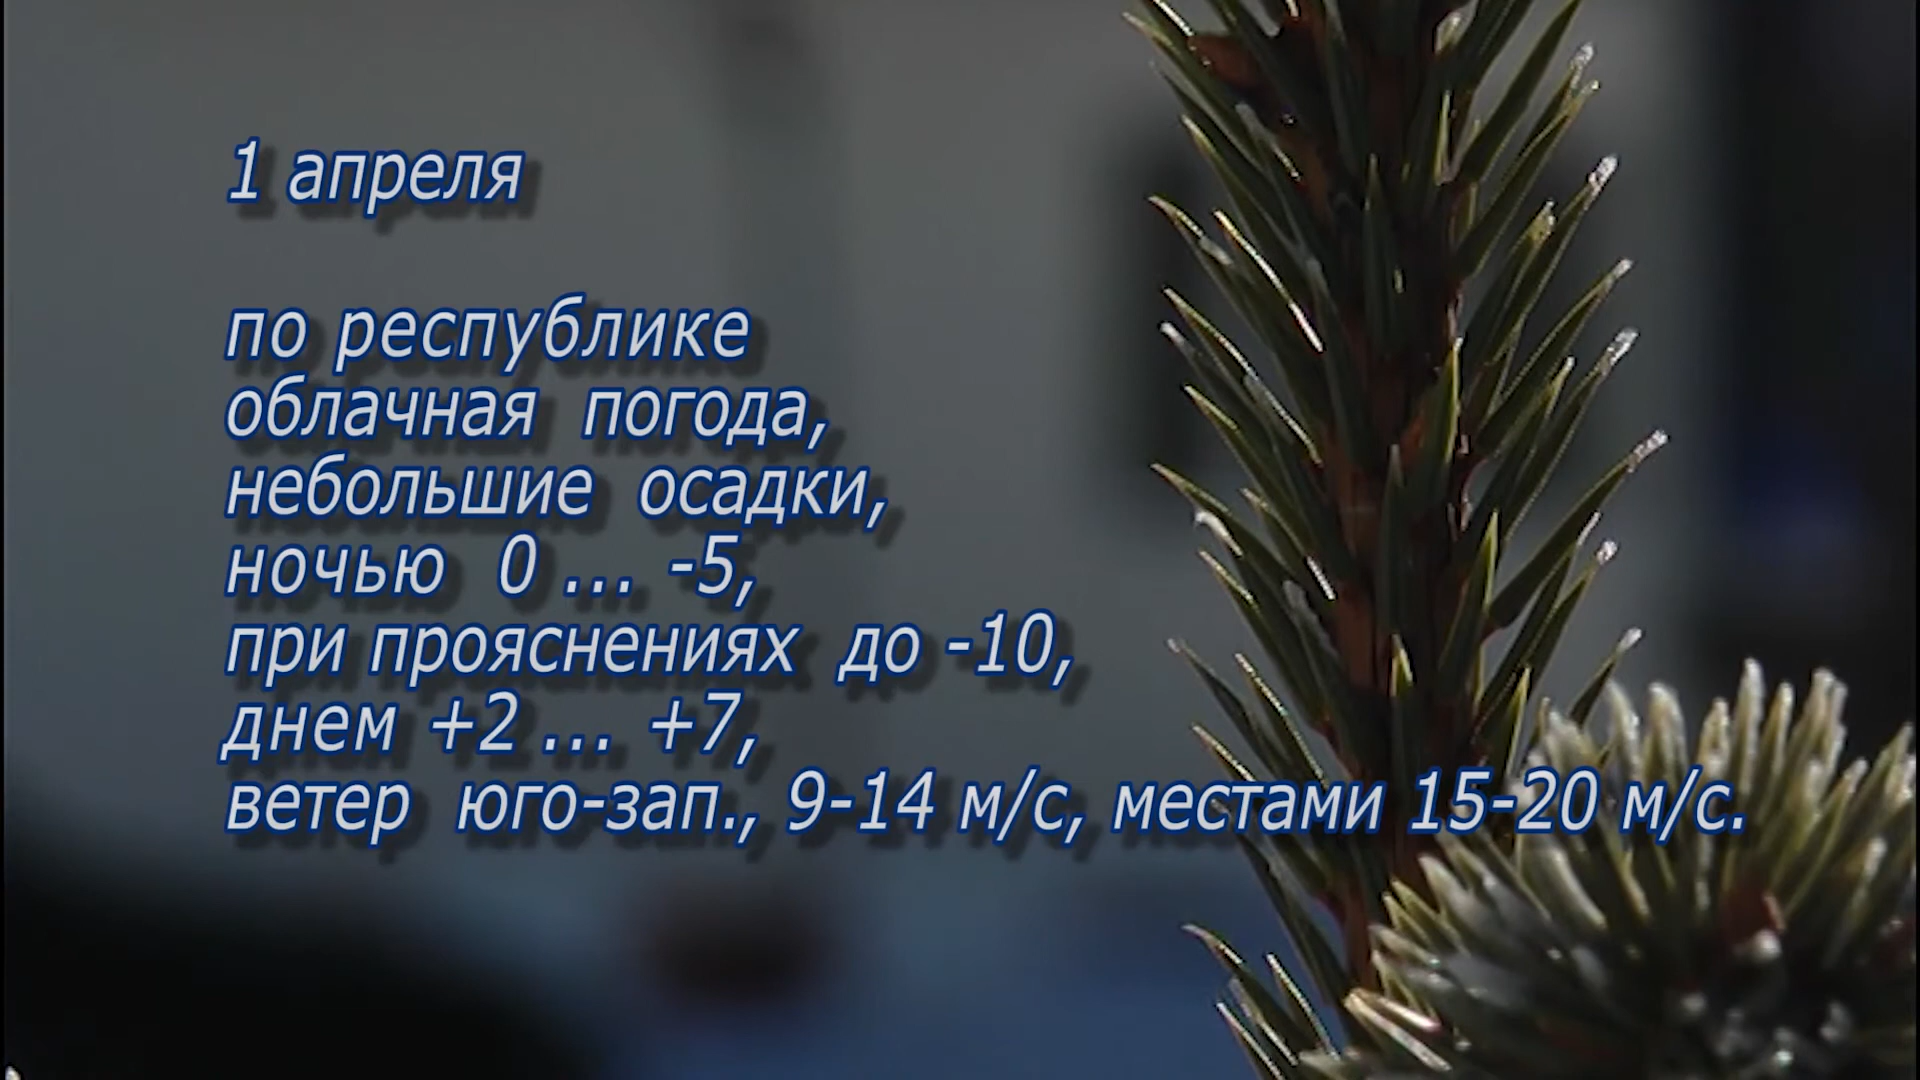 1 апреля
по республике
облачная погода,
небольшие осадки,
ночью 0 ... -5,
при прояснениях до -10,
днем +2 ... +7,
ветер юго-зап., 9-14 м/с, местами 15-20 м/с.